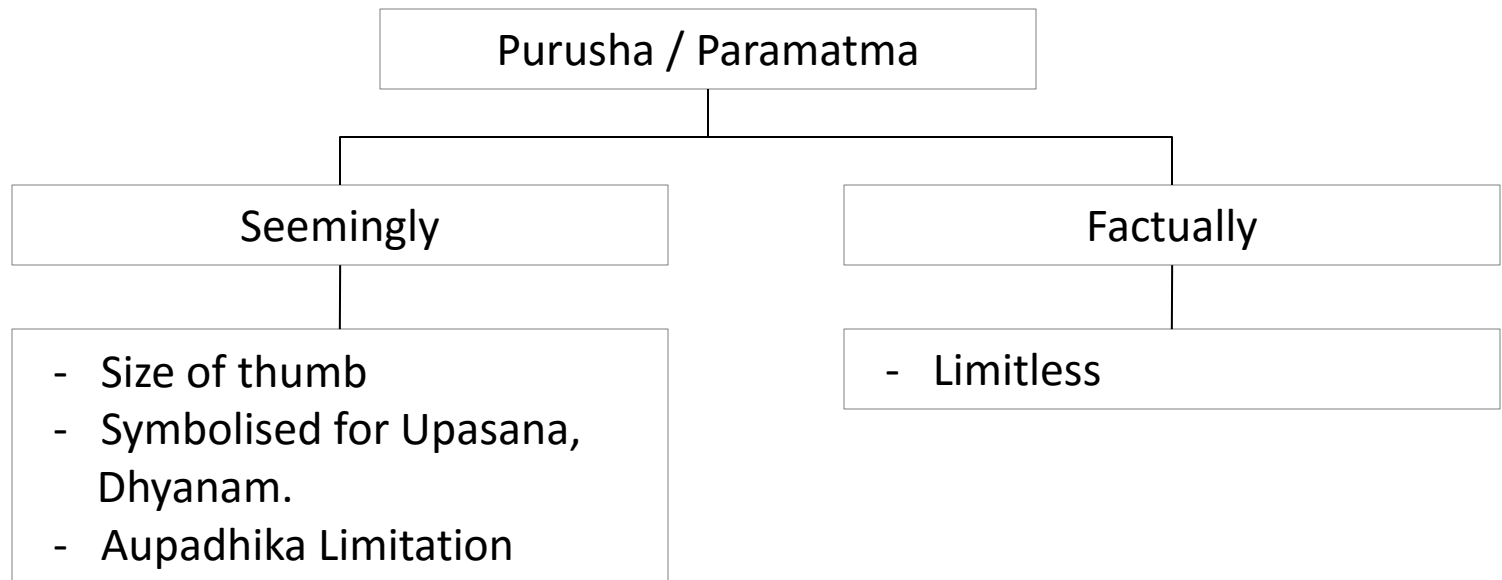 Purusha / Paramatma
Seemingly
Factually
- Size of thumb
- Symbolised for Upasana,
Dhyanam.
- Aupadhika Limitation
- Limitless